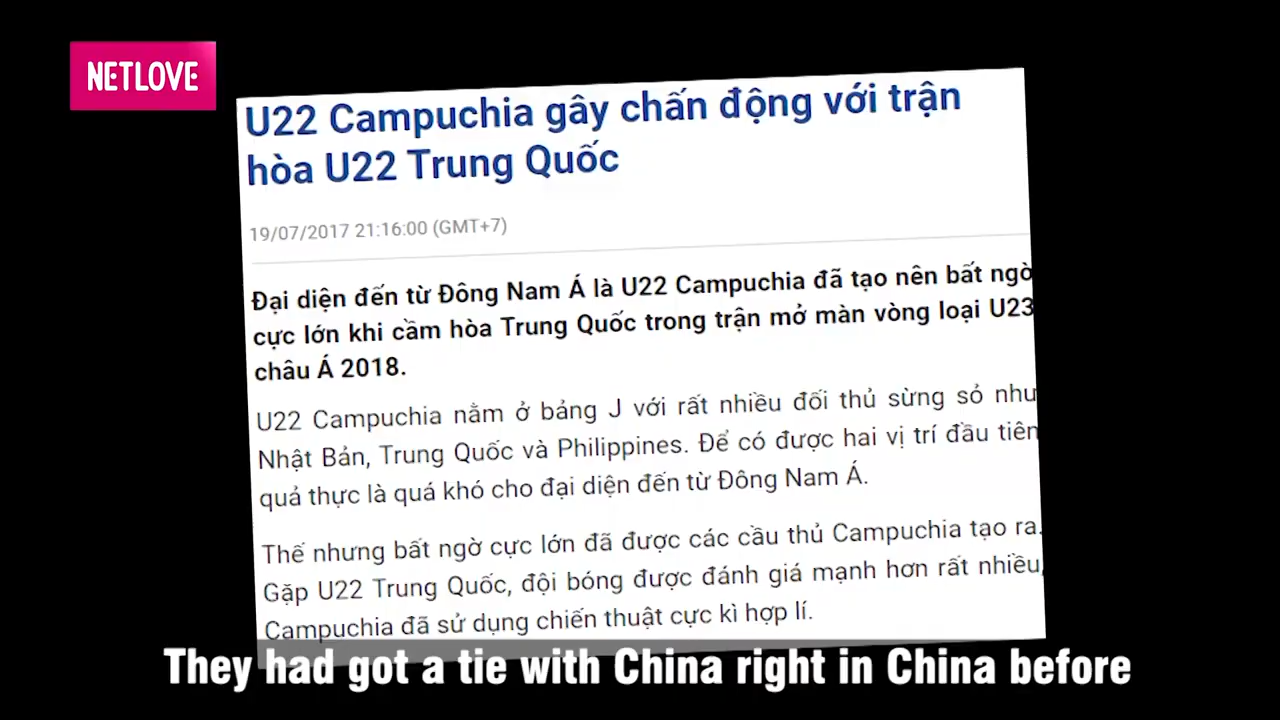 NETLOVE
U22 Campuchia gây chấn động với trận
hòa U22 Trung Quốc
19/07/2017 21:16:00 (GMT+7)
Đại diện đến từ Đông Nam Á là U22 Campuchia đã tạo nên bất ngờ
cực lớn khi cầm hòa Trung Quốc trong trận mở màn vòng loại U23
châu Á 2018.
U22 Campuchia nằm ở bảng J với rất nhiều đối thủ sừng sỏ như
Nhật Bản, Trung Quốc và Philippines. Để có được hai vị trí đầu tiên
quả thực là quá khó cho đại diện đến từ Đông Nam Á.
Thế nhưng bất ngờ cực lớn đã được các cầu thủ Campuchia tạo ra.
Gặp U22 Trung Quốc, đội bóng được đánh giá mạnh hơn rất nhiều,
Campuchia đã sử dụng chiến thuật cực kì hợp lí.
They had got a tie with China right in China before